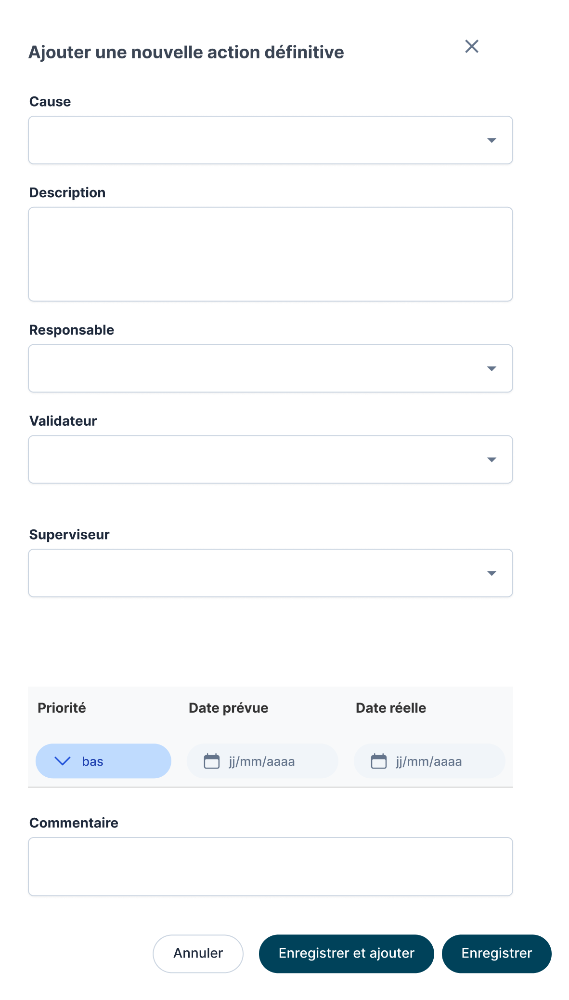 Ajouter une nouvelle action définitive
Cause
Description
Responsable
Validateur
Superviseur
Priorité Date prévue Date réelle
bas jj/mm/aaaa jj/mm/aaaa
Commentaire
Annuler Enregistrer et ajouter Enregistrer